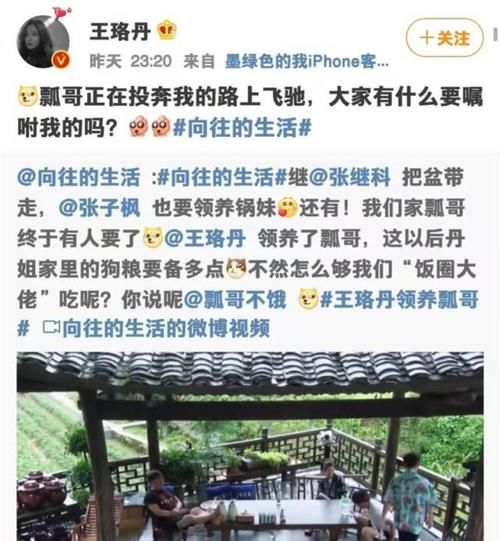 王珞丹
+关注
昨天 23:20 来自 墨绿色的我iPhone客...
瓢哥正在投奔我的路上飞驰，大家有什么要嘱
咐我的吗？#向往的生活#
@向往的生活 :#向往的生活#继@张继科 把盆带
走，@张子枫 也要领养锅妹 还有！我们家瓢哥
终于有人要了 @王珞丹 领养了瓢哥，这以后丹
姐家里的狗粮要备多点 不然怎么够我们“饭圈大
佬”吃呢？你说呢@瓢哥不饿 #王珞丹领养瓢哥
# 向往的生活的微博视频